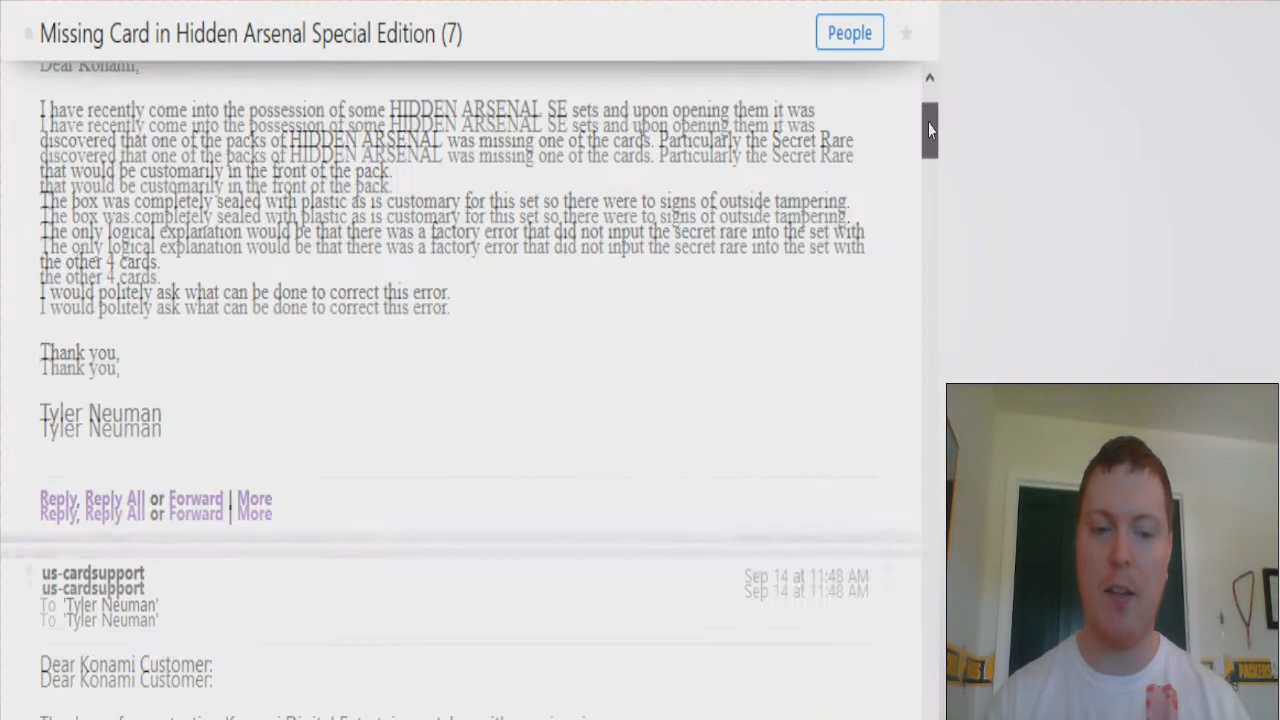 Missing Card in Hidden Arsenal Special Edition (7)
People
Dear Konami,
I have recently come into the possession of some HIDDEN ARSENAL SE sets and upon opening them it was
discovered that one of the packs of HIDDEN ARSENAL was missing one of the cards. Particularly the Secret Rare
that would be customarily in the front of the pack.
The box was completely sealed with plastic as is customary for this set so there were to signs of outside tampering.
The only logical explanation would be that there was a factory error that did not input the secret rare into the set with
the other 4 cards.
I would politely ask what can be done to correct this error.
Thank you,
Tyler Neuman
Reply, Reply All or Forward | More
us-cardsupport
Sep 14 at 11:48 AM
To 'Tyler Neuman'
Dear Konami Customer:
PACKERS